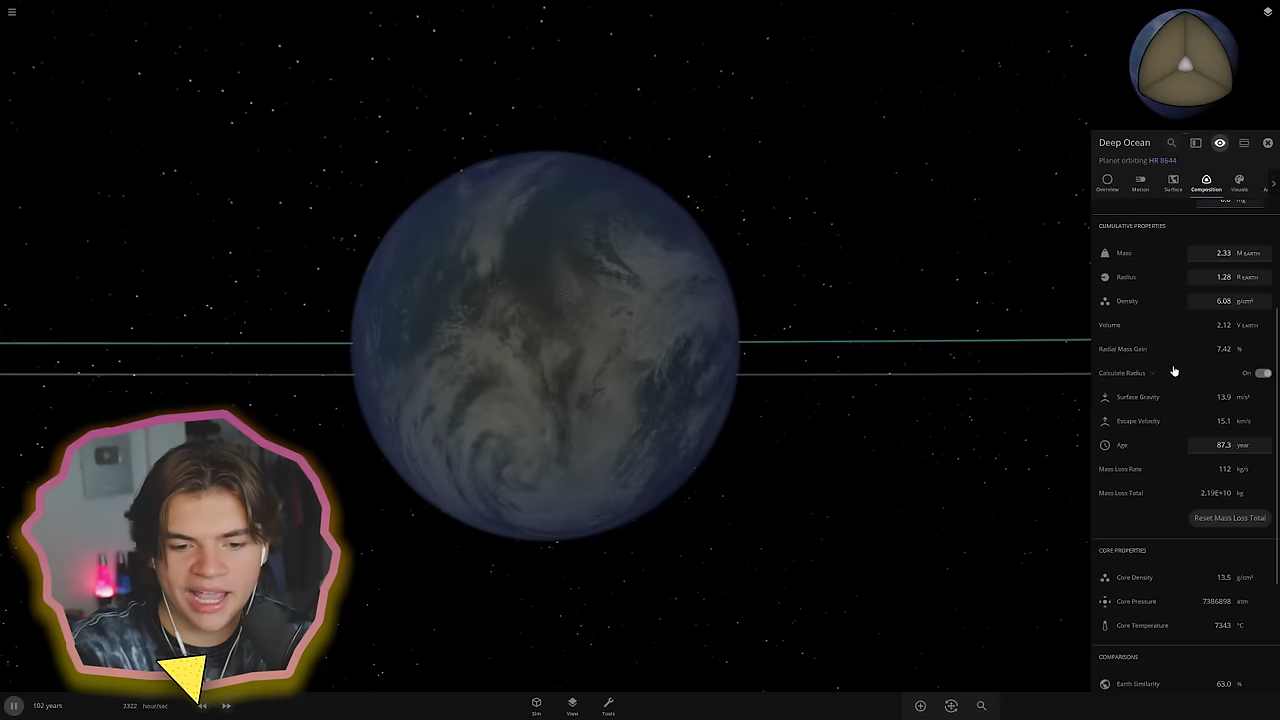 Deep Ocean
Planet orbiting HR 8644
Overview Motion Surface Composition Visuals
CUMULATIVE PROPERTIES
Mass 2.33 M EARTH
Radius 1.28 R EARTH
Density 6.08 g/cm³
Volume 2.12 V EARTH
Radial Mass Gain 7.42 %
Calculate Radius On
Surface Gravity 13.9 m/s²
Escape Velocity 15.1 km/s
Age 87.3 year
Mass Loss Rate 112 kg/s
Mass Loss Total 2.19E+10 kg
Reset Mass Loss Total
CORE PROPERTIES
Core Density 13.5 g/cm³
Core Pressure 7386898 atm
Core Temperature 7343 °C
COMPARISONS
Earth Similarity 63.0 %
102 years 2322 hour/sec Sim View Tools